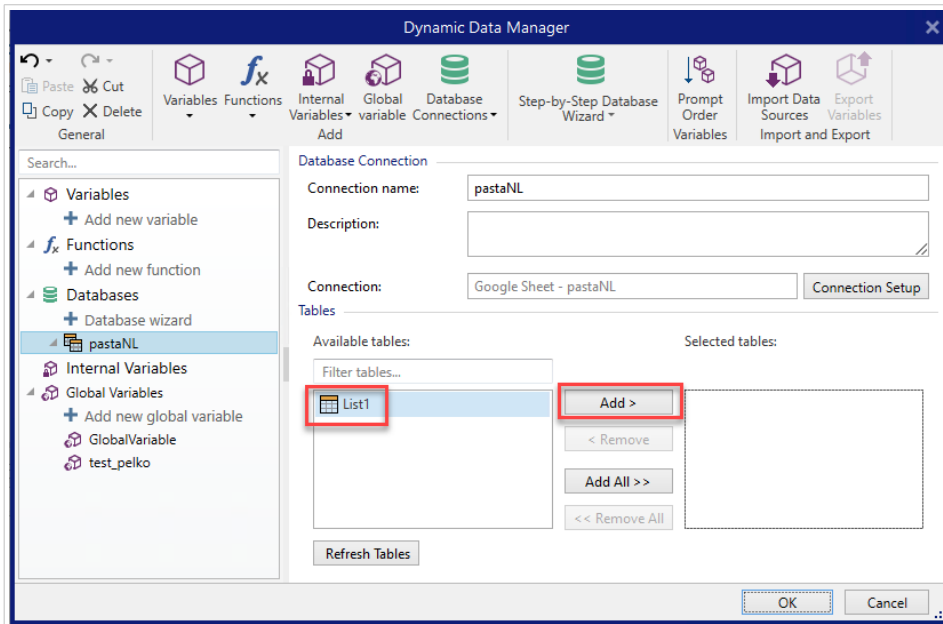 Dynamic Data Manager
Paste Cut
Copy Delete
General
Variables Functions
Internal Variables
Global variable
Database Connections
Add
Step-by-Step Database Wizard
Prompt Order
Variables
Import Data Sources
Export Variables
Import and Export
Search...
Variables
Add new variable
Functions
Add new function
Databases
Database wizard
pastaNL
Internal Variables
Global Variables
Add new global variable
GlobalVariable
test_pelko
Database Connection
Connection name: pastaNL
Description:
Connection: Google Sheet - pastaNL Connection Setup
Tables
Available tables: Selected tables:
Filter tables...
List1
Add >
< Remove
Add All >>
<< Remove All
Refresh Tables
OK Cancel